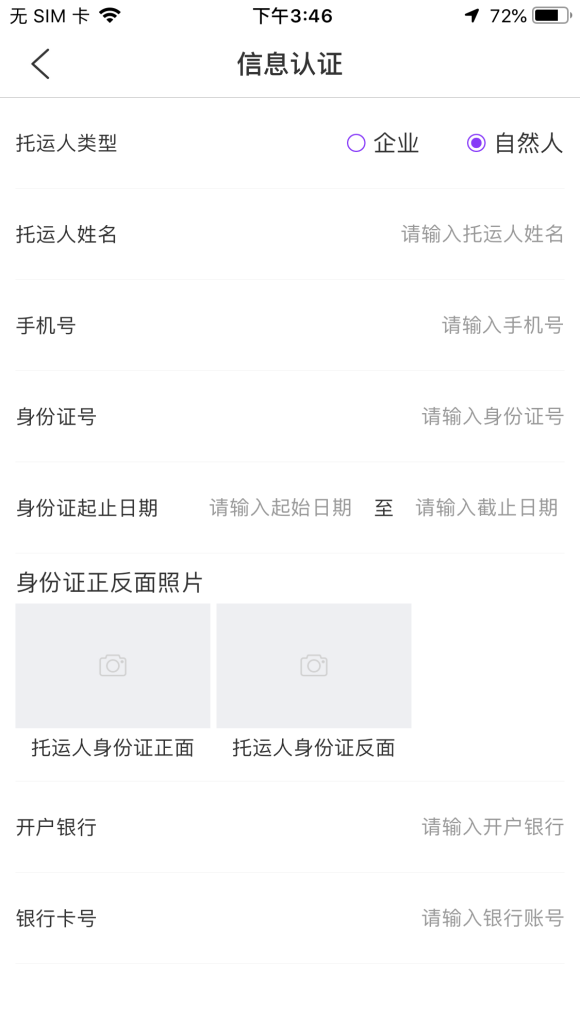 无 SIM 卡 下午3:46 72%
信息认证
托运人类型 企业 自然人
托运人姓名 请输入托运人姓名
手机号 请输入手机号
身份证号 请输入身份证号
身份证起止日期 请输入起始日期 至 请输入截止日期
身份证正反面照片
托运人身份证正面 托运人身份证反面
开户银行 请输入开户银行
银行卡号 请输入银行账号